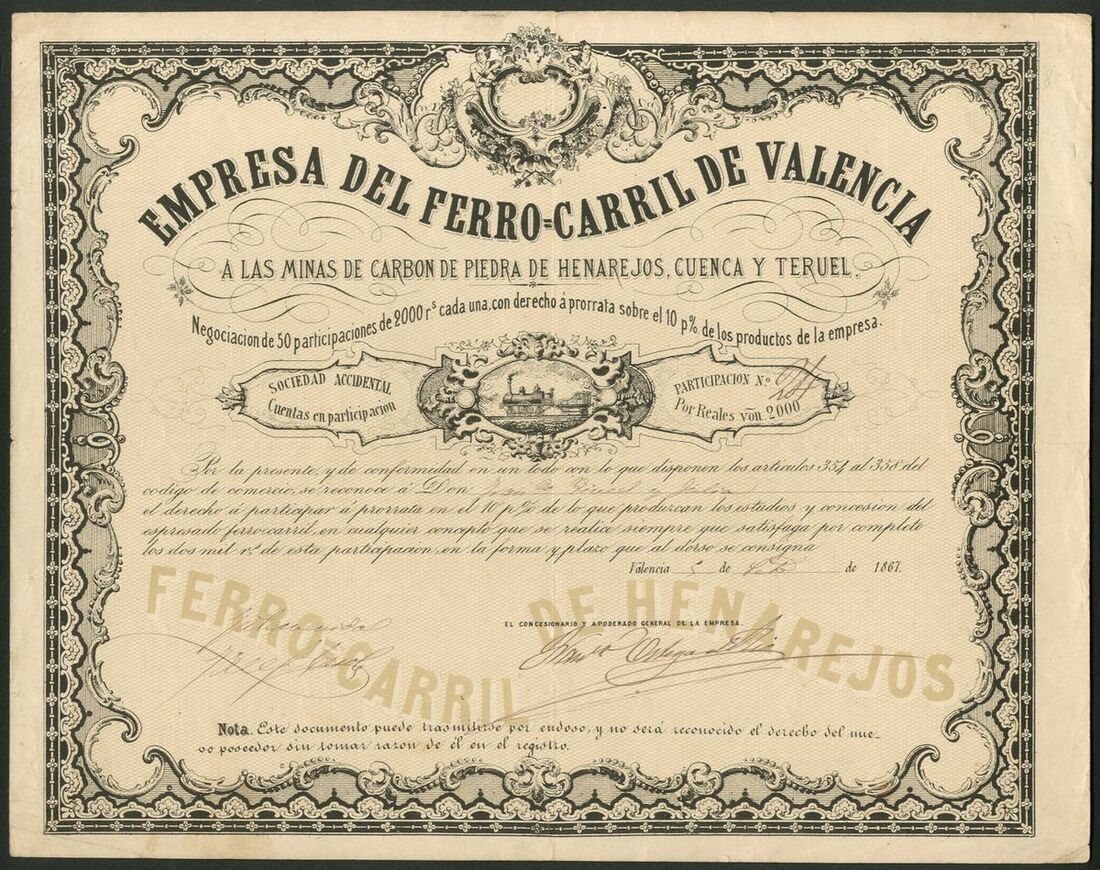 EMPRESA DEL FERRO=CARRIL DE VALENCIA
A LAS MINAS DE CARBON DE PIEDRA DE HENAREJOS, CUENCA Y TERUEL.
Negociacion de 50 participaciones de 2000 rs cada una, con derecho á prorrata sobre el 10 p%. de los productos de la empresa.
SOCIEDAD ACCIDENTAL
Cuentas en participacion
PARTICIPACION No.
Por Reales von. 2000
Por la presente, y de conformidad en un todo con lo que disponen los artículos 354 al 358 del
codigo de comercio, se reconoce á Don
el derecho á participar á prorrata en el 10 p% de lo que produzcan los estudios y concesion del
espresado ferro-carril, en cualquier concepto que se realice siempre que satisfaga por completo
los dos mil rs. de esta participacion, en la forma y plazo que al dorso se consigna
Valencia 5 de de 1867.
FERRO=CARRIL DE HENAREJOS
EL CONCESIONARIO Y APODERADO GENERAL DE LA EMPRESA.
Nota. Este documento puede trasmitirse por endoso, y no será reconocido el derecho del nue-
vo poseedor sin tomar razon de él en el registro.